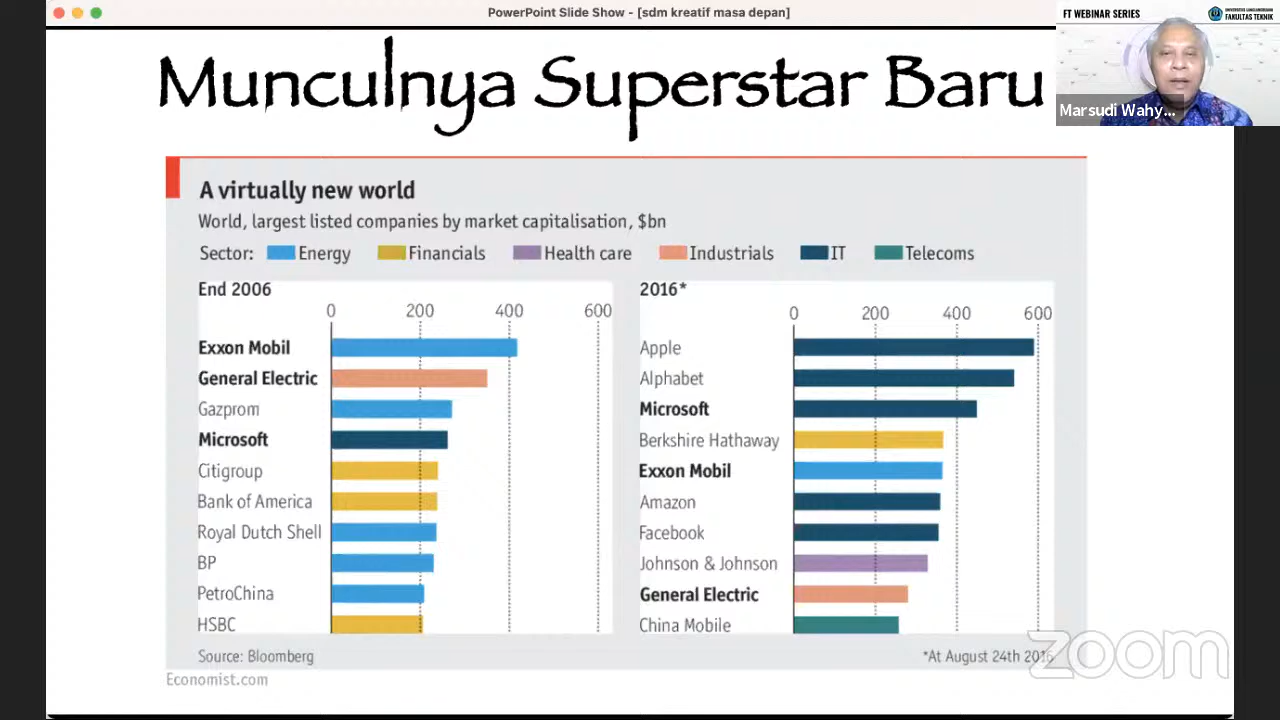 PowerPoint Slide Show - [sdm kreatif masa depan]
FT WEBINAR SERIES
FAKULTAS TEKNIK
Marsudi Wahy...
Munculnya Superstar Baru
A virtually new world
World, largest listed companies by market capitalisation, $bn
Sector: Energy Financials Health care Industrials IT Telecoms
End 2006
0 200 400 600
Exxon Mobil
General Electric
Gazprom
Microsoft
Citigroup
Bank of America
Royal Dutch Shell
BP
PetroChina
HSBC
2016*
0 200 400 600
Apple
Alphabet
Microsoft
Berkshire Hathaway
Exxon Mobil
Amazon
Facebook
Johnson & Johnson
General Electric
China Mobile
Source: Bloomberg
*At August 24th 2016
Economist.com
zoom